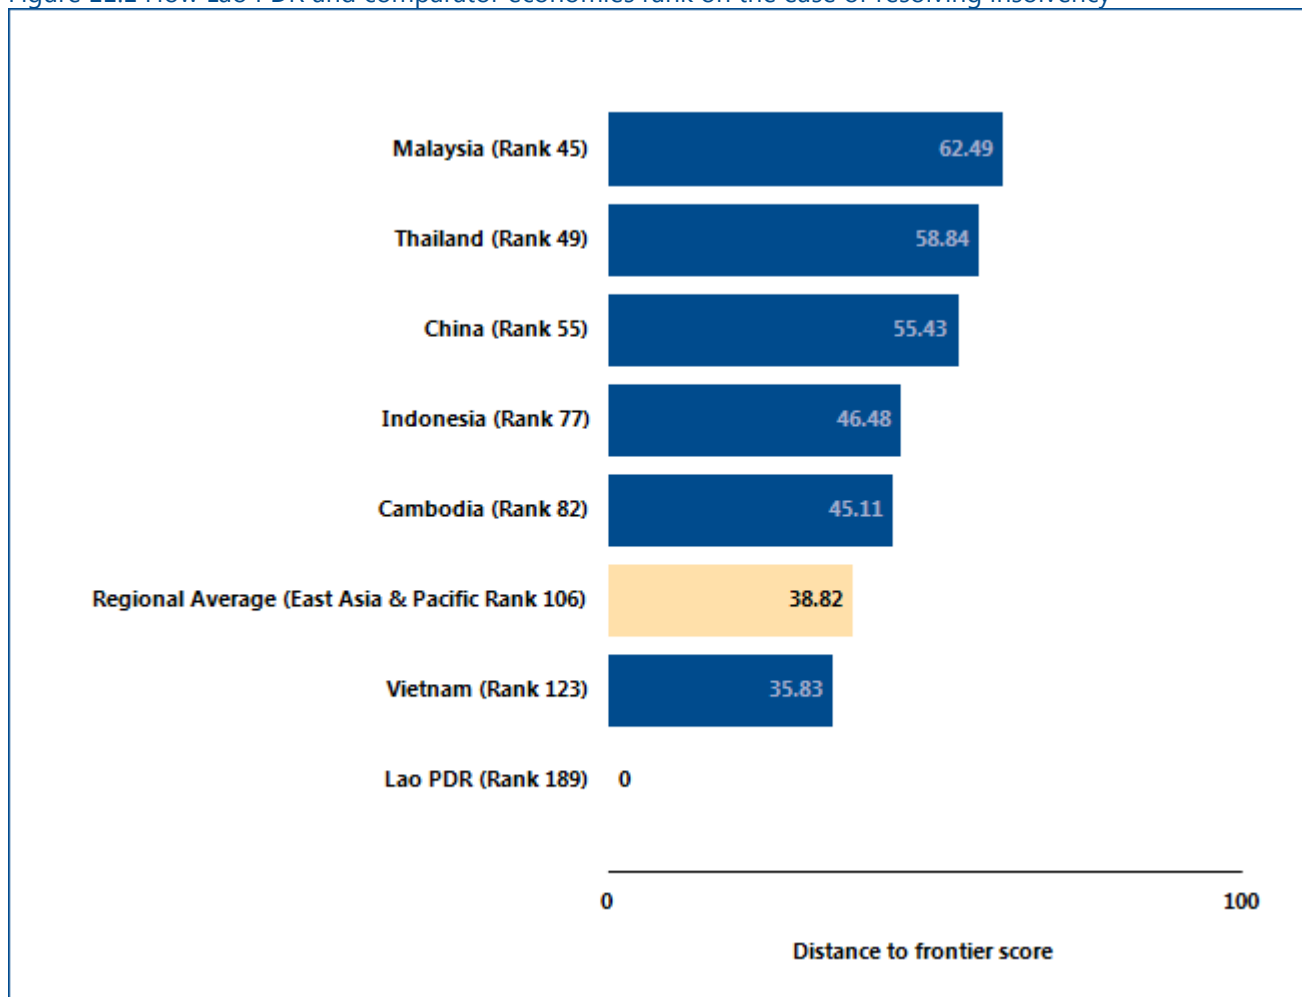 Malaysia (Rank 45) 62.49
Thailand (Rank 49) 58.84
China (Rank 55) 55.43
Indonesia (Rank 77) 46.48
Cambodia (Rank 82) 45.11
Regional Average (East Asia & Pacific Rank 106) 38.82
Vietnam (Rank 123) 35.83
Lao PDR (Rank 189) 0
0 100
Distance to frontier score